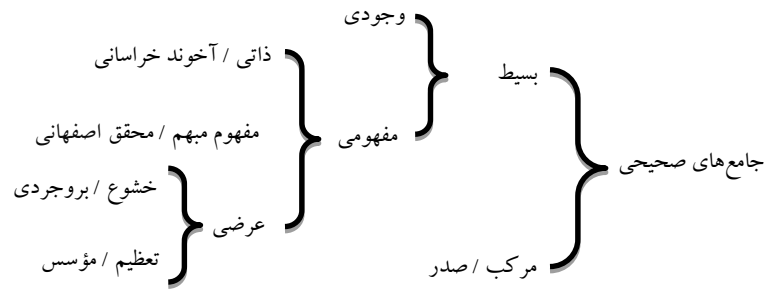 جامع‌های صحیحی
بسیط
وجودی
مفهومی
ذاتی / آخوند خراسانی
مفهوم مبهم / محقق اصفهانی
عرضی
خشوع / بروجردی
تعظیم / مؤسس
مرکب / صدر